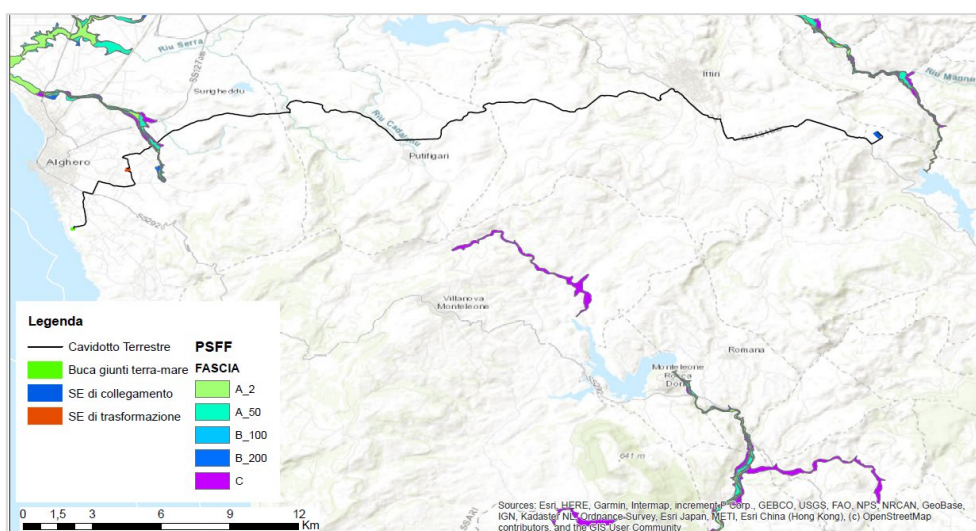 Riu Serra
SS127bis
Surigheddu
Ittiri
Riu Mannu
Riu Cadalanu
Alghero
Putifigari
SS292
Villanova
Monteleone
Romana
Monteleone
Rocca
Doria
641 m
Legenda
Cavidotto Terrestre
Buca giunti terra-mare
SE di collegamento
SE di trasformazione
PSFF
FASCIA
A_2
A_50
B_100
B_200
C
0 1,5 3 6 9 12
Km
Sources: Esri, HERE, Garmin, Intermap, increment P Corp., GEBCO, USGS, FAO, NPS, NRCAN, GeoBase,
IGN, Kadaster NL, Ordnance Survey, Esri Japan, METI, Esri China (Hong Kong), (c) OpenStreetMap
contributors, and the GIS User Community